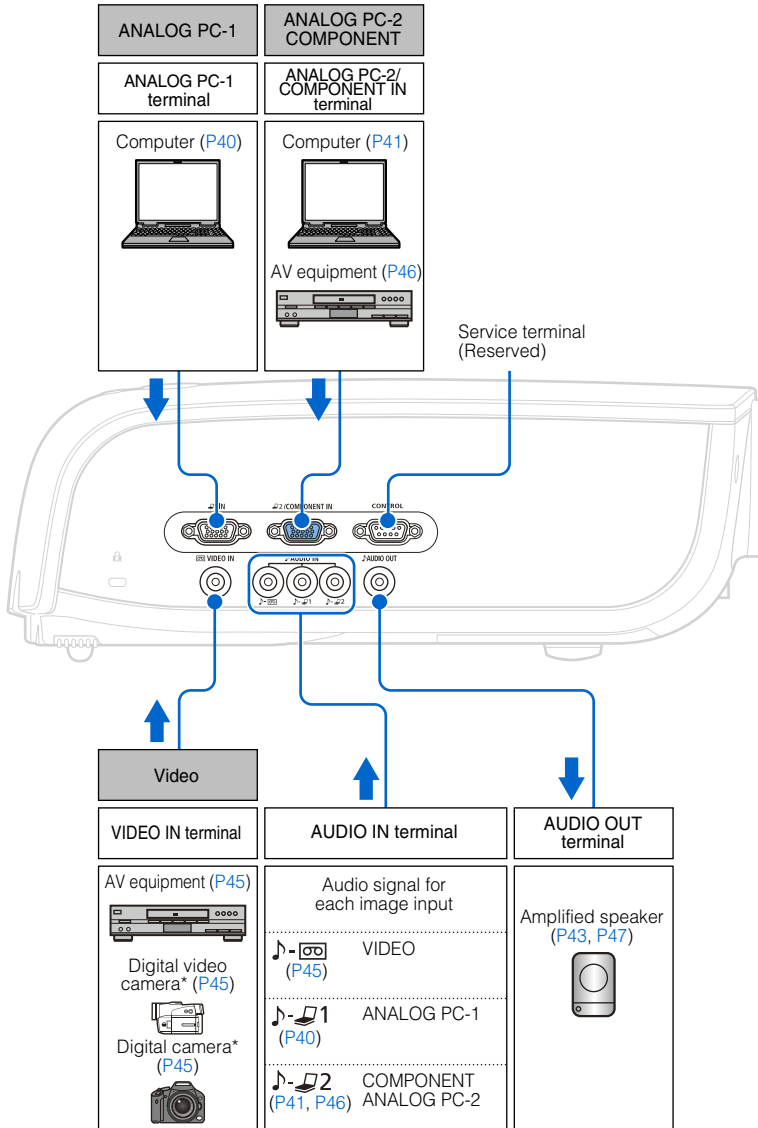 ANALOG PC-1
ANALOG PC-2
COMPONENT
ANALOG PC-1
terminal
ANALOG PC-2/
COMPONENT IN
terminal
Computer (P40)
Computer (P41)
AV equipment (P46)
Service terminal
(Reserved)
IN
2 /COMPONENT IN
CONTROL
VIDEO IN
♪ AUDIO IN
♪AUDIO OUT
♪-
♪- 1
♪- 2
Video
VIDEO IN terminal
AUDIO IN terminal
AUDIO OUT
terminal
AV equipment (P45)
Digital video
camera* (P45)
Digital camera*
(P45)
Audio signal for
each image input
♪- VIDEO
(P45)
♪- 1 ANALOG PC-1
(P40)
♪- 2 COMPONENT
(P41, P46) ANALOG PC-2
Amplified speaker
(P43, P47)